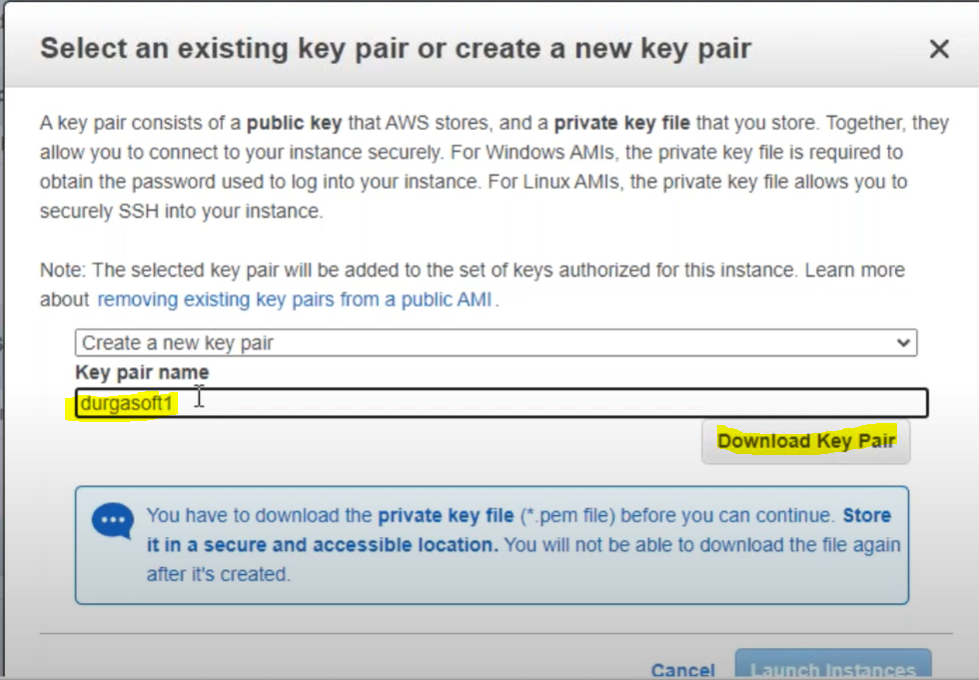 Select an existing key pair or create a new key pair
A key pair consists of a public key that AWS stores, and a private key file that you store. Together, they
allow you to connect to your instance securely. For Windows AMIs, the private key file is required to
obtain the password used to log into your instance. For Linux AMIs, the private key file allows you to
securely SSH into your instance.
Note: The selected key pair will be added to the set of keys authorized for this instance. Learn more
about removing existing key pairs from a public AMI.
Create a new key pair
Key pair name
durgasoft1
Download Key Pair
You have to download the private key file (*.pem file) before you can continue. Store
it in a secure and accessible location. You will not be able to download the file again
after it's created.
Cancel Launch Instances